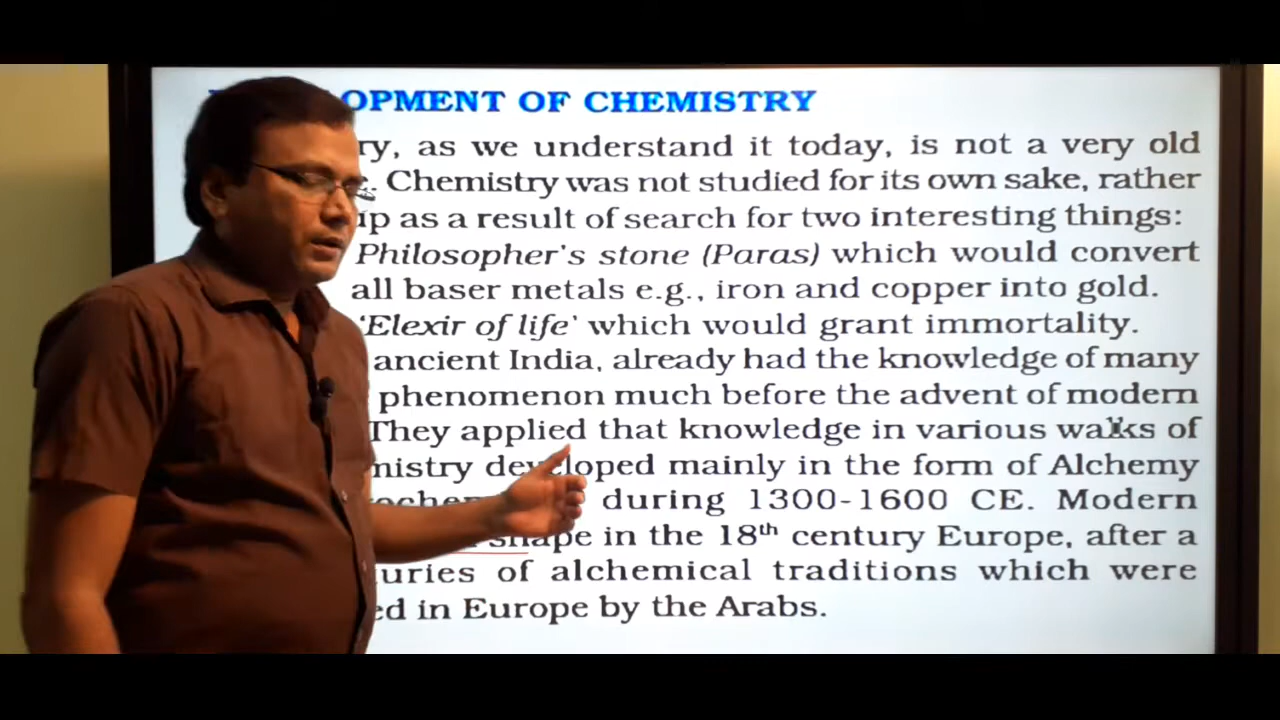 OPMENT OF CHEMISTRY
ry, as we understand it today, is not a very old
Chemistry was not studied for its own sake, rather
up as a result of search for two interesting things:
Philosopher's stone (Paras) which would convert
all baser metals e.g., iron and copper into gold.
'Elexir of life' which would grant immortality.
ancient India, already had the knowledge of many
phenomenon much before the advent of modern
They applied that knowledge in various walks of
mistry developed mainly in the form of Alchemy
during 1300-1600 CE. Modern
shape in the 18th century Europe, after a
uries of alchemical traditions which were
ed in Europe by the Arabs.